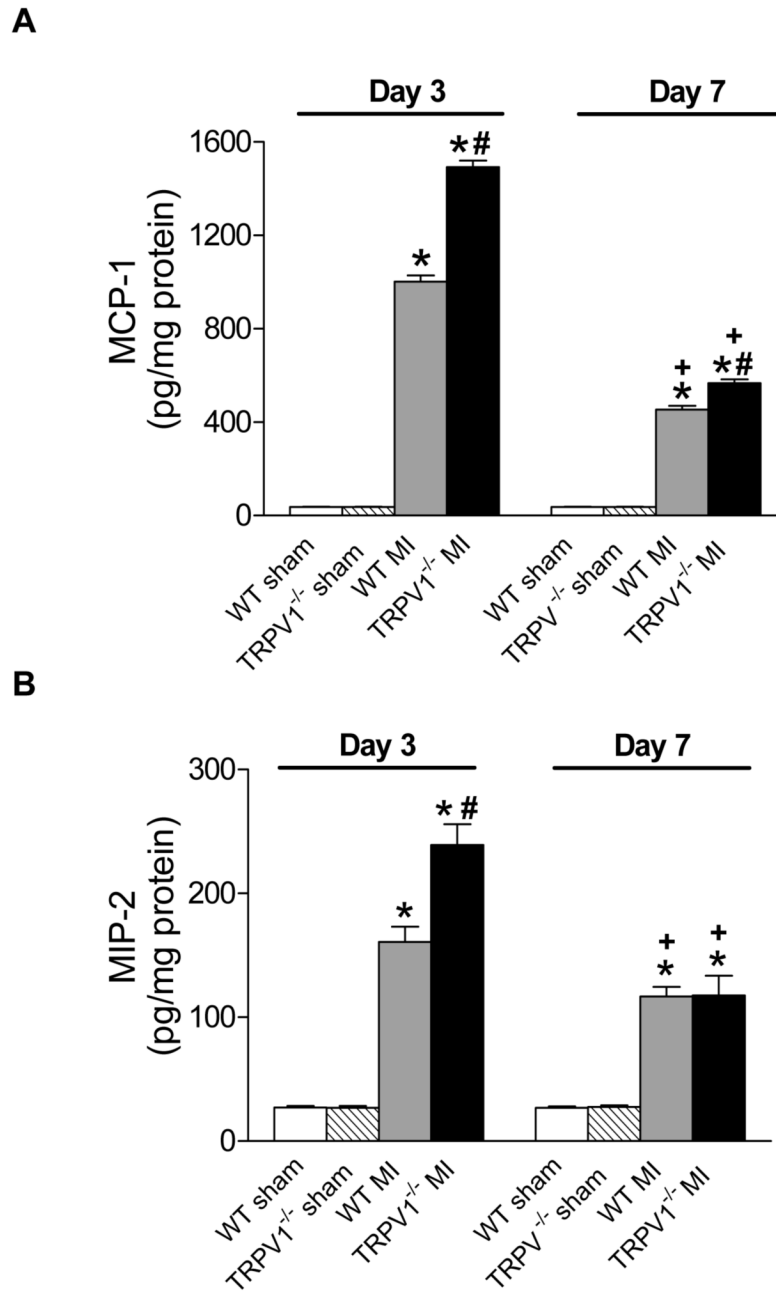 A
Day 3 Day 7
1600
*#
1200
*
MCP-1
(pg/mg protein)
800
+
+ *#
*
400
0
WT sham TRPV1-/- sham WT MI TRPV1-/- MI WT sham TRPV-/- sham WT MI TRPV1-/- MI
B
Day 3 Day 7
300
*#
200
*
MIP-2
(pg/mg protein)
+ +
* *
100
0
WT sham TRPV1-/- sham WT MI TRPV1-/- MI WT sham TRPV-/- sham WT MI TRPV1-/- MI